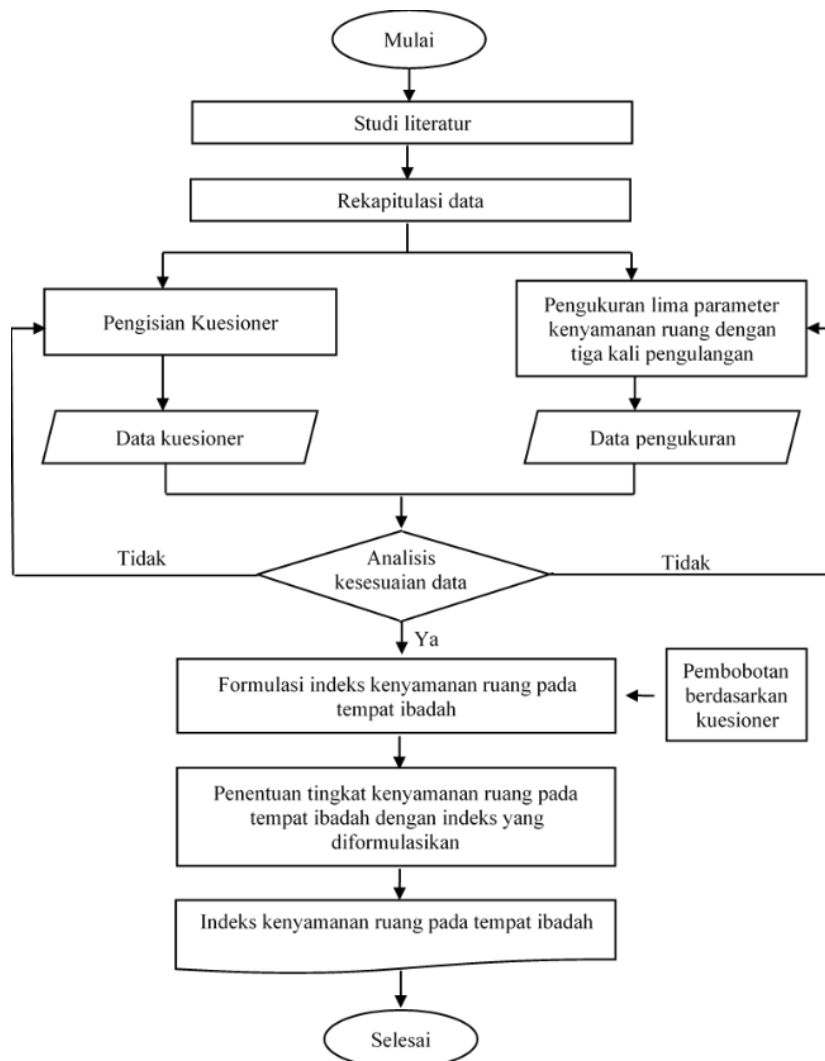 Mulai
Studi literatur
Rekapitulasi data
Pengisian Kuesioner
Pengukuran lima parameter
kenyamanan ruang dengan
tiga kali pengulangan
Data kuesioner
Data pengukuran
Tidak
Analisis
kesesuaian data
Tidak
Ya
Formulasi indeks kenyamanan ruang pada
tempat ibadah
Pembobotan
berdasarkan
kuesioner
Penentuan tingkat kenyamanan ruang pada
tempat ibadah dengan indeks yang
diformulasikan
Indeks kenyamanan ruang pada tempat ibadah
Selesai